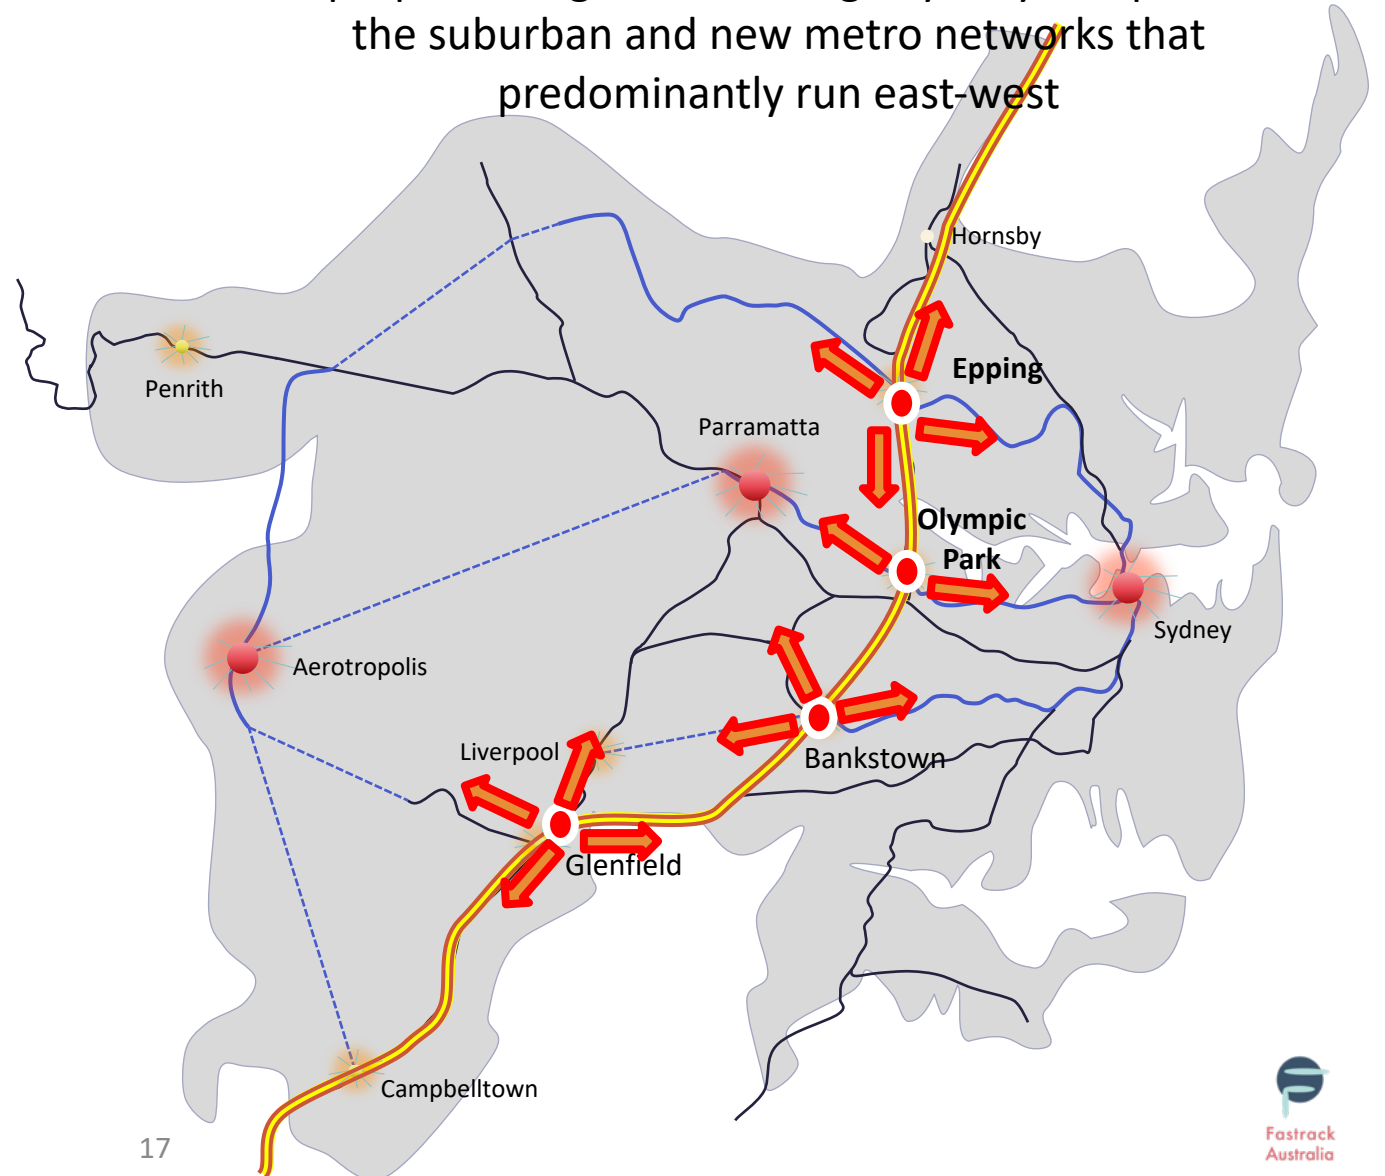 the suburban and new metro networks that
predominantly run east-west
Hornsby
Epping
Penrith
Parramatta
Olympic
Park
Sydney
Aerotropolis
Liverpool
Bankstown
Glenfield
Campbelltown
17
Fastrack
Australia